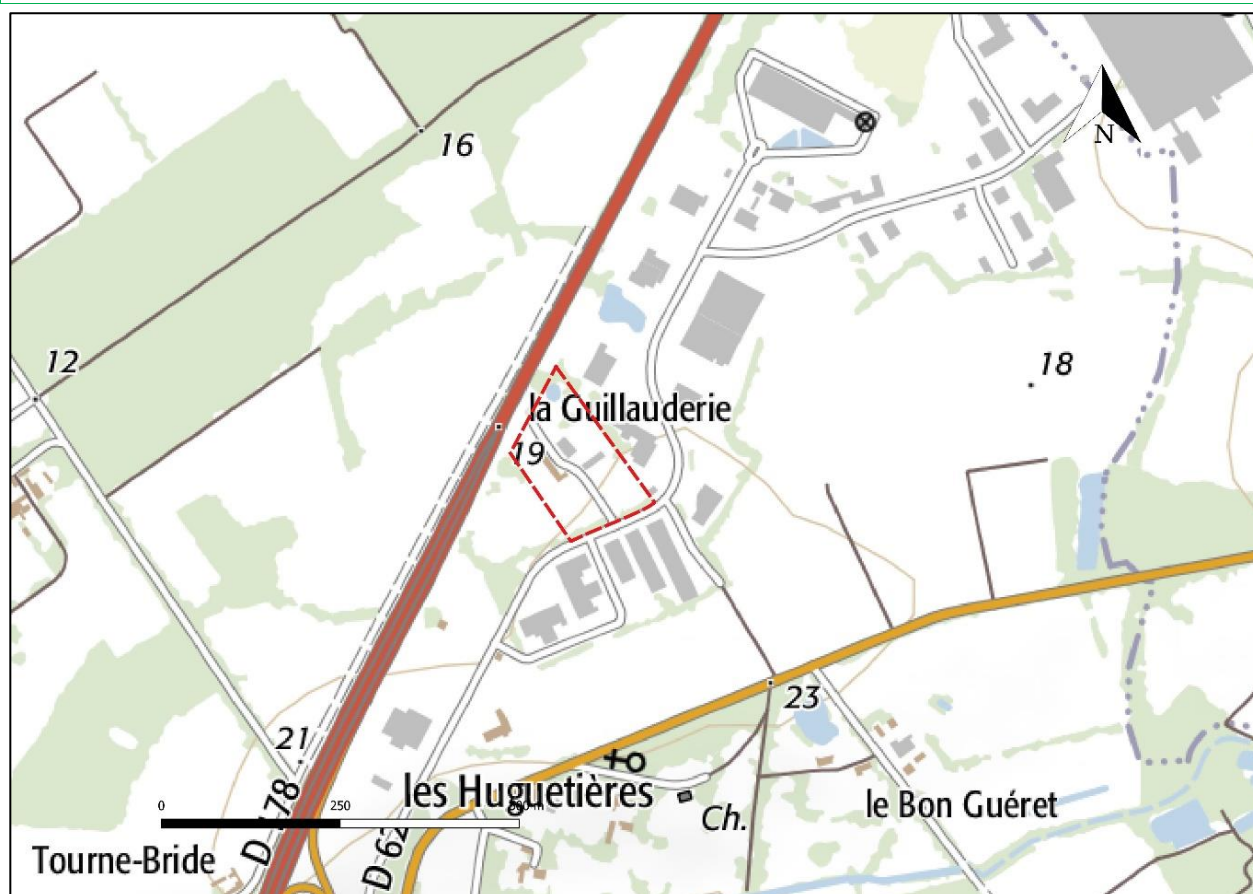 N
16
12
18
la Guillauderie
19
23
21
0 250
les Huguetières
le Bon Guéret
Ch.
D 178
Tourne-Bride